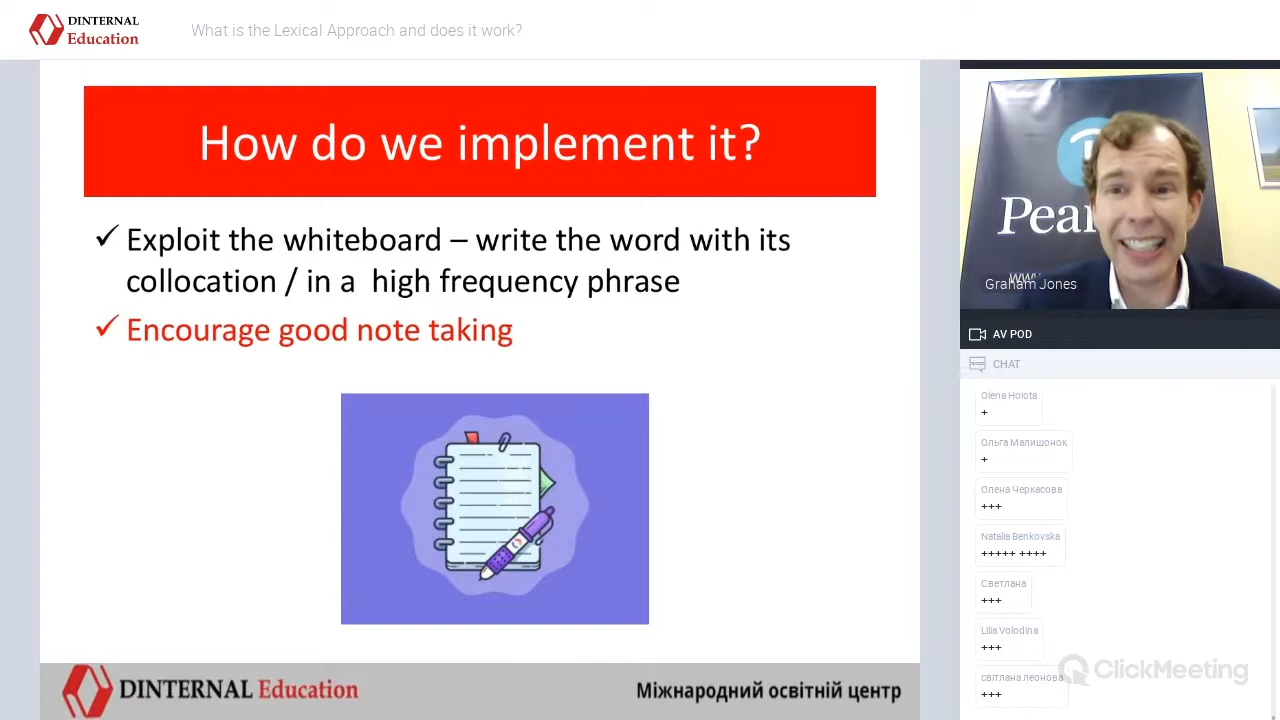 DINTERNAL
Education
What is the Lexical Approach and does it work?
How do we implement it?
Exploit the whiteboard – write the word with its
collocation / in a high frequency phrase
Encourage good note taking
DINTERNAL Education
Міжнародний освітній центр
Pear
www
Graham Jones
AV POD
CHAT
Olena Holota
+
Ольга Малишонок
+
Олена Черкасова
+++
Natalia Benkovska
+++++ ++++
Светлана
+++
Lilia Volodina
+++
світлана леонова
+++
ClickMeeting